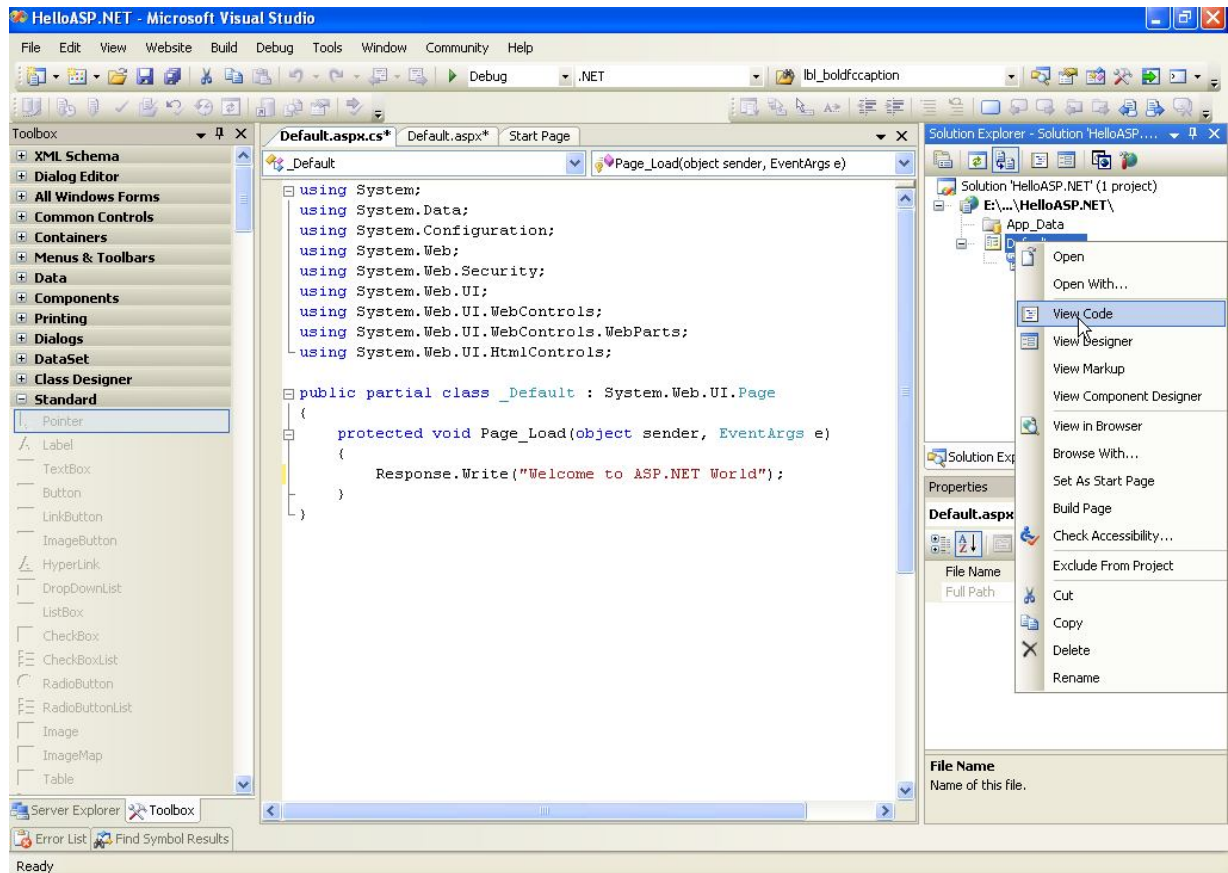 HelloASP.NET - Microsoft Visual Studio
File Edit View Website Build Debug Tools Window Community Help
Debug .NET lbl_boldfccaption
Toolbox
XML Schema
Dialog Editor
All Windows Forms
Common Controls
Containers
Menus & Toolbars
Data
Components
Printing
Dialogs
DataSet
Class Designer
Standard
Pointer
Label
TextBox
Button
LinkButton
ImageButton
HyperLink
DropDownList
ListBox
CheckBox
CheckBoxList
RadioButton
RadioButtonList
Image
ImageMap
Table
Server Explorer Toolbox
Default.aspx.cs* Default.aspx* Start Page
_Default Page_Load(object sender, EventArgs e)
using System;
using System.Data;
using System.Configuration;
using System.Web;
using System.Web.Security;
using System.Web.UI;
using System.Web.UI.WebControls;
using System.Web.UI.WebControls.WebParts;
using System.Web.UI.HtmlControls;
public partial class _Default : System.Web.UI.Page
{
protected void Page_Load(object sender, EventArgs e)
{
Response.Write("Welcome to ASP.NET World");
}
}
Solution Explorer - Solution 'HelloASP....
Solution 'HelloASP.NET' (1 project)
E:\...\HelloASP.NET\
App_Data
Open
Open With...
View Code
View Designer
View Markup
View Component Designer
View in Browser
Browse With...
Set As Start Page
Build Page
Check Accessibility...
Exclude From Project
Cut
Copy
Delete
Rename
Solution Exp
Properties
Default.aspx
File Name
Full Path
File Name
Name of this file.
Error List Find Symbol Results
Ready